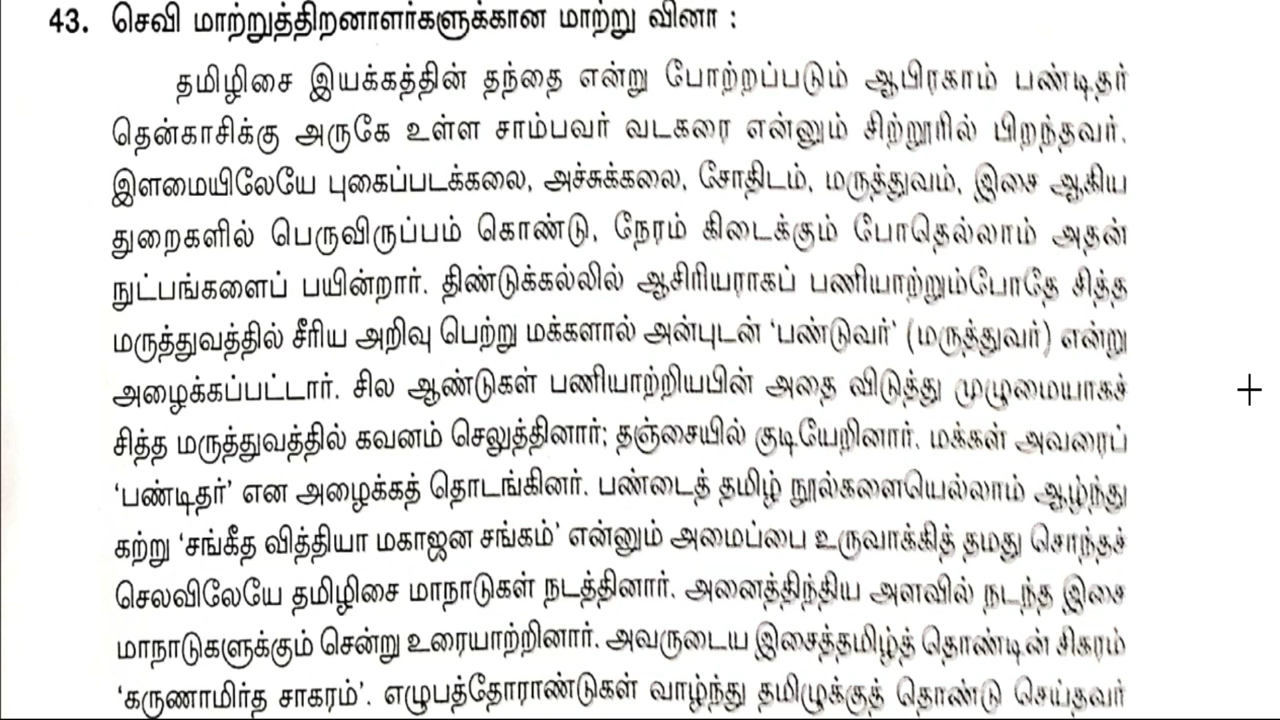 43. செவி மாற்றுத்திறனாளர்களுக்கான மாற்று வினா :
தமிழிசை இயக்கத்தின் தந்தை என்று போற்றப்படும் ஆபிரகாம் பண்டிதர்
தென்காசிக்கு அருகே உள்ள சாம்பவர் வடகரை என்னும் சிற்றூரில் பிறந்தவர்.
இளமையிலேயே புகைப்படக்கலை, அச்சுக்கலை, சோதிடம், மருத்துவம், இசை ஆகிய
துறைகளில் பெருவிருப்பம் கொண்டு, நேரம் கிடைக்கும் போதெல்லாம் அதன்
நுட்பங்களைப் பயின்றார். திண்டுக்கல்லில் ஆசிரியராகப் பணியாற்றும்போதே சித்த
மருத்துவத்தில் சீரிய அறிவு பெற்று மக்களால் அன்புடன் ‘பண்டுவர்’ (மருத்துவர்) என்று
அழைக்கப்பட்டார். சில ஆண்டுகள் பணியாற்றியபின் அதை விடுத்து முழுமையாகச்
சித்த மருத்துவத்தில் கவனம் செலுத்தினார்; தஞ்சையில் குடியேறினார். மக்கள் அவரைப்
‘பண்டிதர்’ என அழைக்கத் தொடங்கினர். பண்டைத் தமிழ் நூல்களையெல்லாம் ஆழ்ந்து
கற்று ‘சங்கீத வித்தியா மகாஜன சங்கம்’ என்னும் அமைப்பை உருவாக்கித் தமது சொந்தச்
செலவிலேயே தமிழிசை மாநாடுகள் நடத்தினார். அனைத்திந்திய அளவில் நடந்த இசை
மாநாடுகளுக்கும் சென்று உரையாற்றினார். அவருடைய இசைத்தமிழ்த் தொண்டின் சிகரம்
‘கருணாமிர்த சாகரம்’. எழுபத்தோராண்டுகள் வாழ்ந்து தமிழுக்குத் தொண்டு செய்தவர்